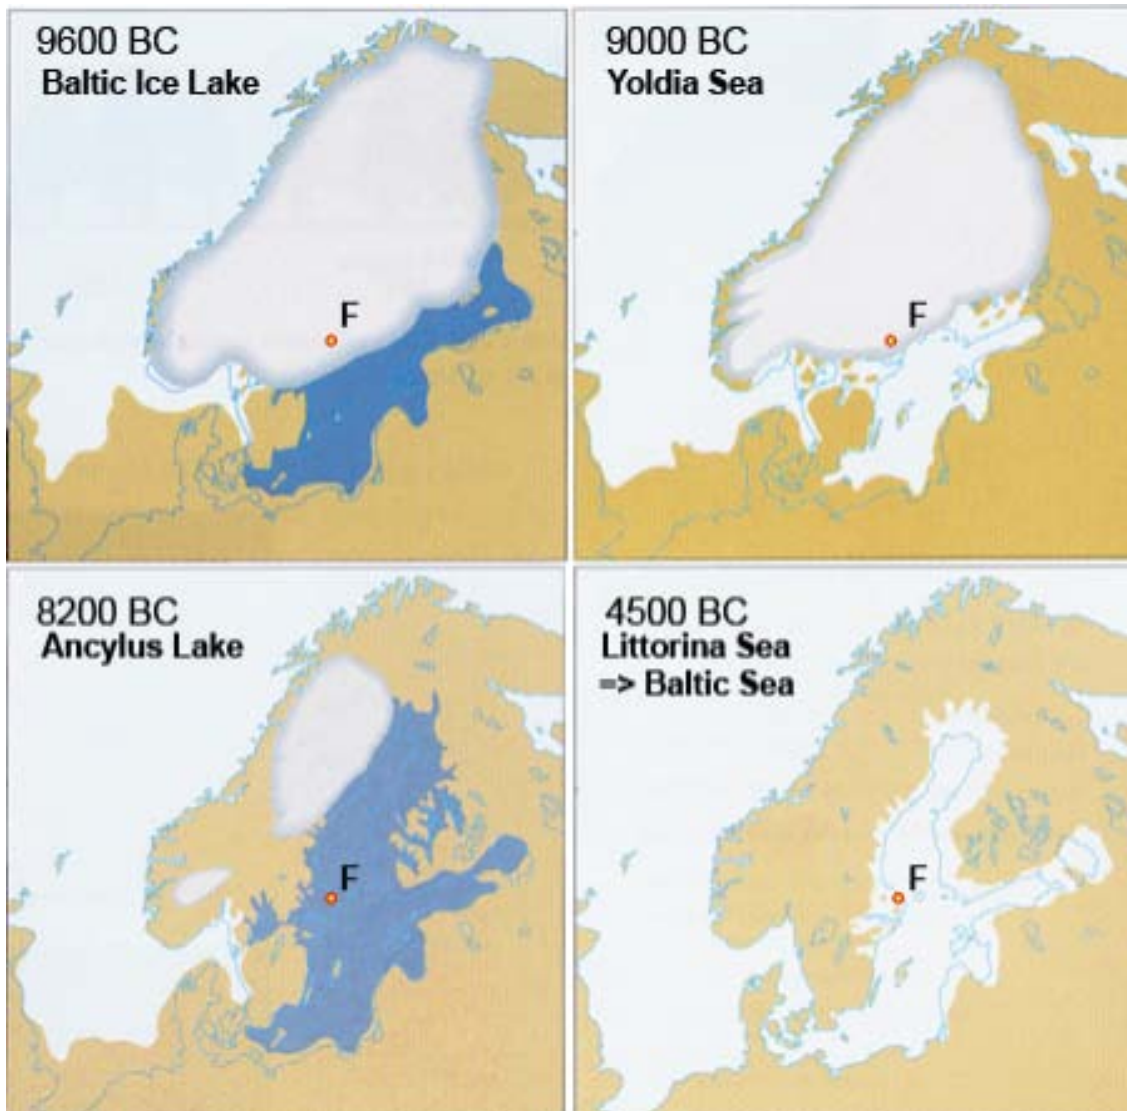 9600 BC
Baltic Ice Lake
F
9000 BC
Yoldia Sea
F
8200 BC
Ancylus Lake
F
4500 BC
Littorina Sea
=> Baltic Sea
F